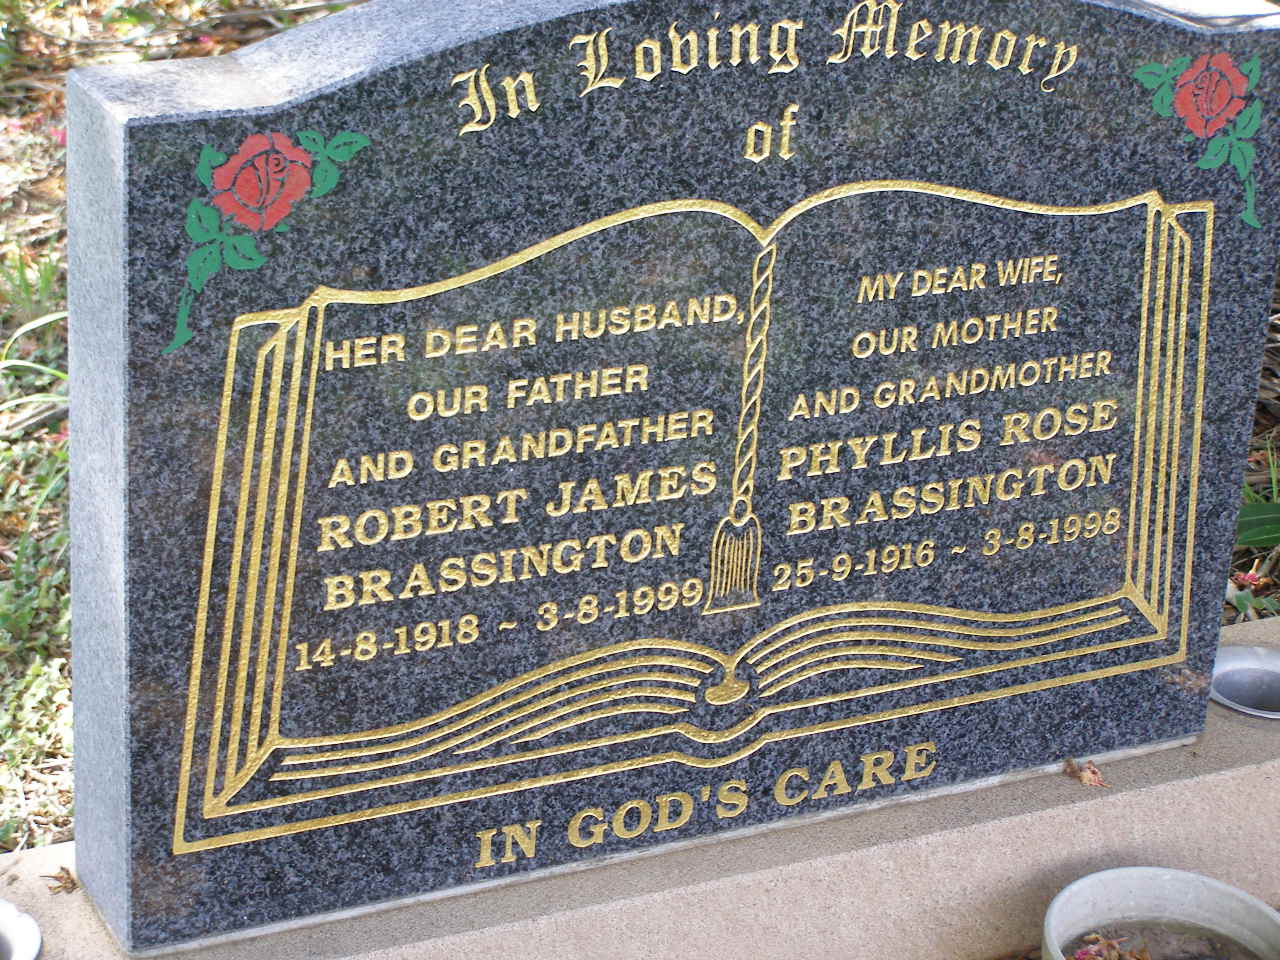 In Loving Memory
of
HER DEAR HUSBAND,
OUR FATHER
AND GRANDFATHER
ROBERT JAMES
BRASSINGTON
14-8-1918 ~ 3-8-1999
MY DEAR WIFE,
OUR MOTHER
AND GRANDMOTHER
PHYLLIS ROSE
BRASSINGTON
25-9-1916 ~ 3-8-1998
IN GOD'S CARE